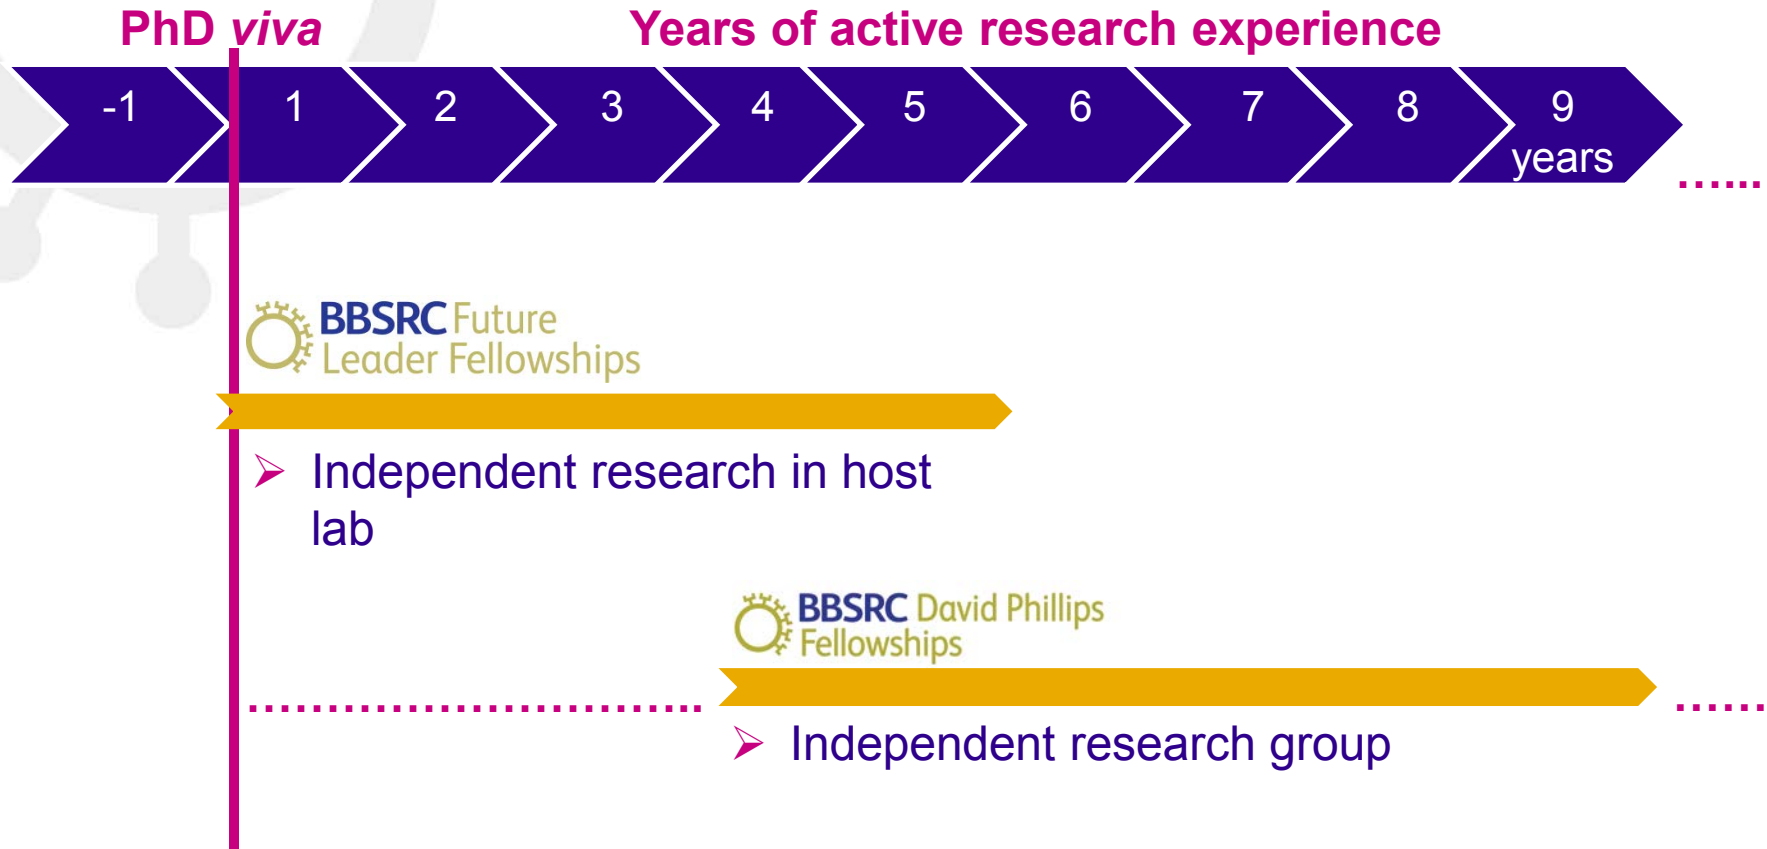 PhD viva
Years of active research experience
-1 1 2 3 4 5 6 7 8 9
years
…...
BBSRC Future
Leader Fellowships
➢ Independent research in host
lab
BBSRC David Phillips
Fellowships
……………………….. ……
➢ Independent research group